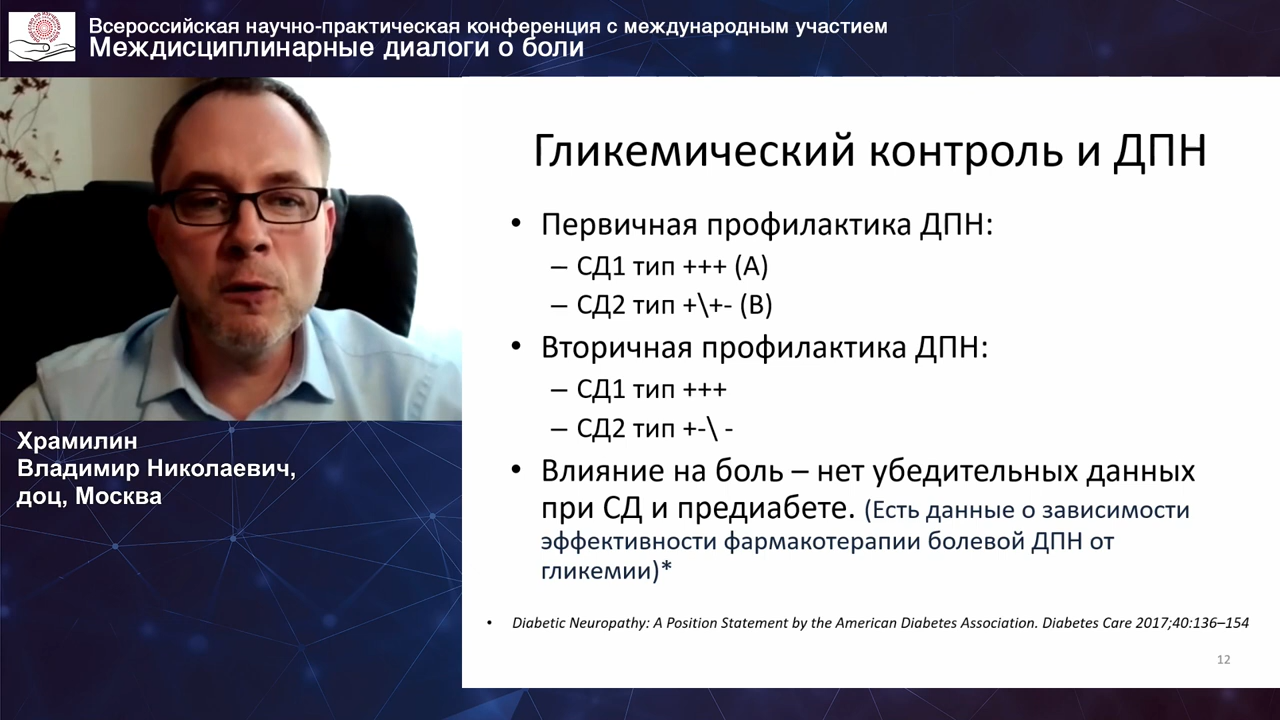 Всероссийская научно-практическая конференция с международным участием
Междисциплинарные диалоги о боли
Гликемический контроль и ДПН
• Первичная профилактика ДПН:
– СД1 тип +++ (А)
– СД2 тип +\+- (В)
• Вторичная профилактика ДПН:
– СД1 тип +++
– СД2 тип +-\ -
• Влияние на боль – нет убедительных данных
при СД и предиабете. (Есть данные о зависимости
эффективности фармакотерапии болевой ДПН от
гликемии)*
• Diabetic Neuropathy: A Position Statement by the American Diabetes Association. Diabetes Care 2017;40:136–154
12
Храмилин
Владимир Николаевич,
доц, Москва